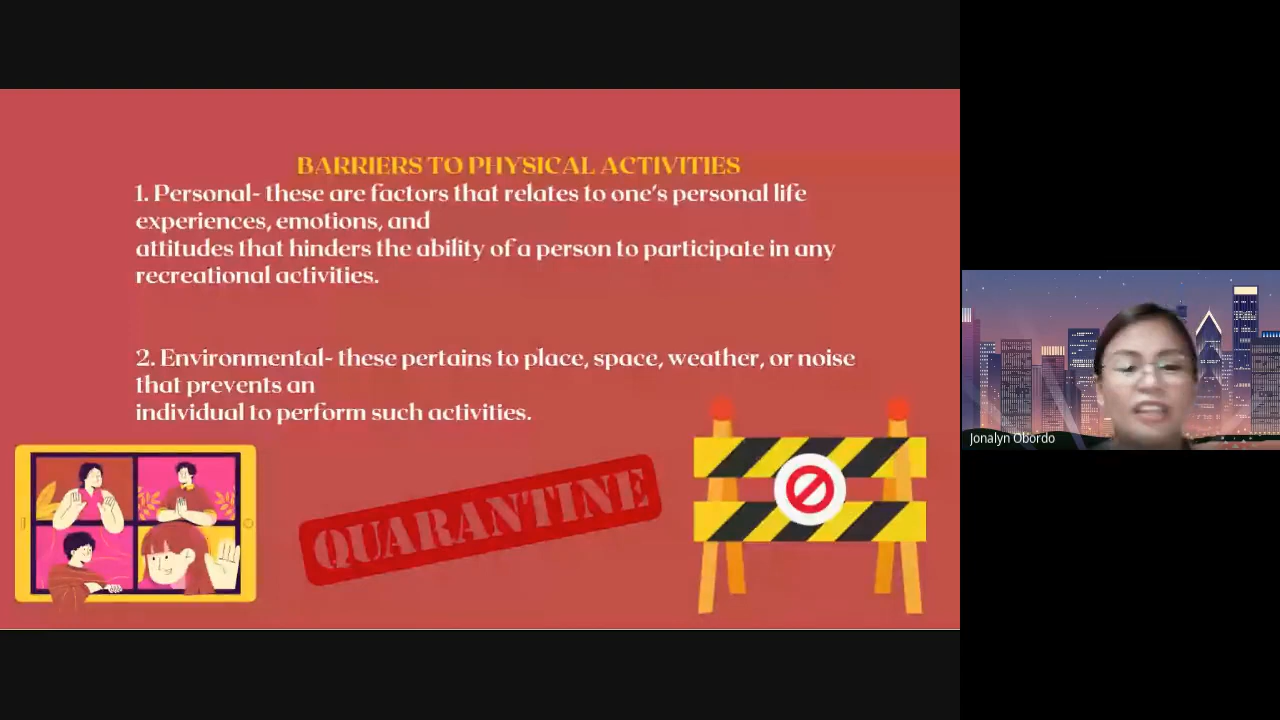 BARRIERS TO PHYSICAL ACTIVITIES
1. Personal- these are factors that relates to one's personal life
experiences, emotions, and
attitudes that hinders the ability of a person to participate in any
recreational activities.
2. Environmental- these pertains to place, space, weather, or noise
that prevents an
individual to perform such activities.
QUARANTINE
Jonalyn Obordo